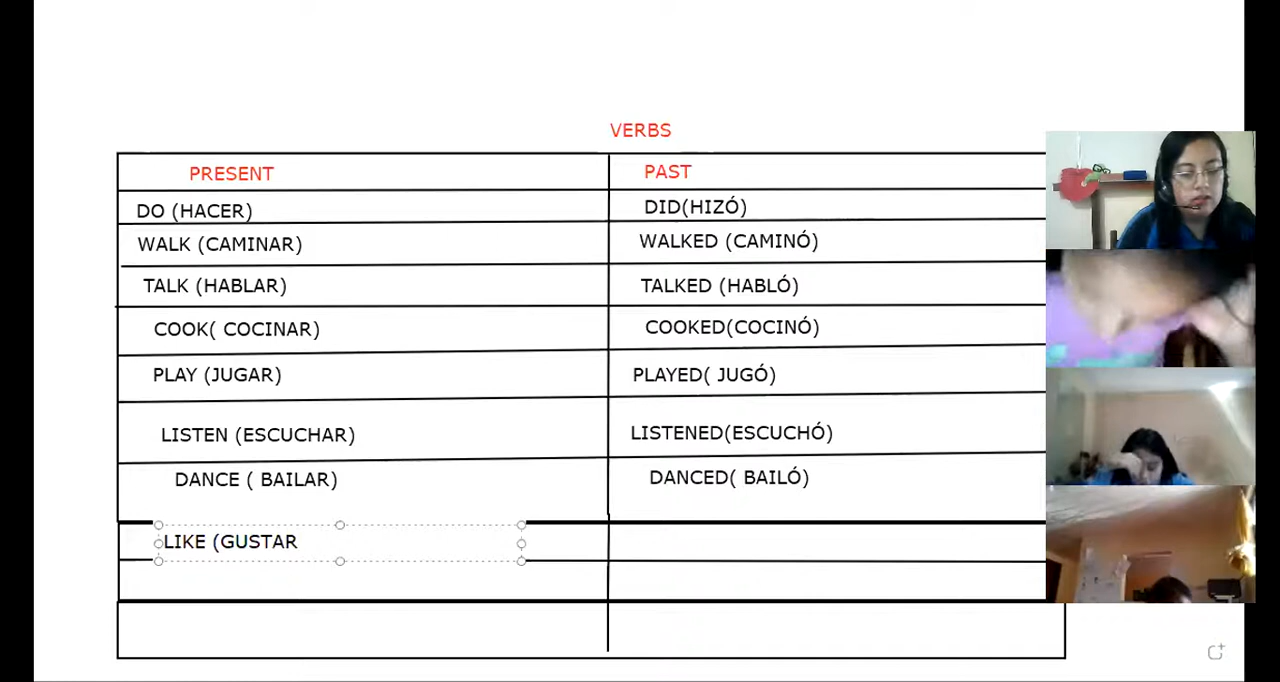 VERBS
PRESENT PAST
DO (HACER) DID(HIZÓ)
WALK (CAMINAR) WALKED (CAMINÓ)
TALK (HABLAR) TALKED (HABLÓ)
COOK( COCINAR) COOKED(COCINÓ)
PLAY (JUGAR) PLAYED( JUGÓ)
LISTEN (ESCUCHAR) LISTENED(ESCUCHÓ)
DANCE ( BAILAR) DANCED( BAILÓ)
LIKE (GUSTAR